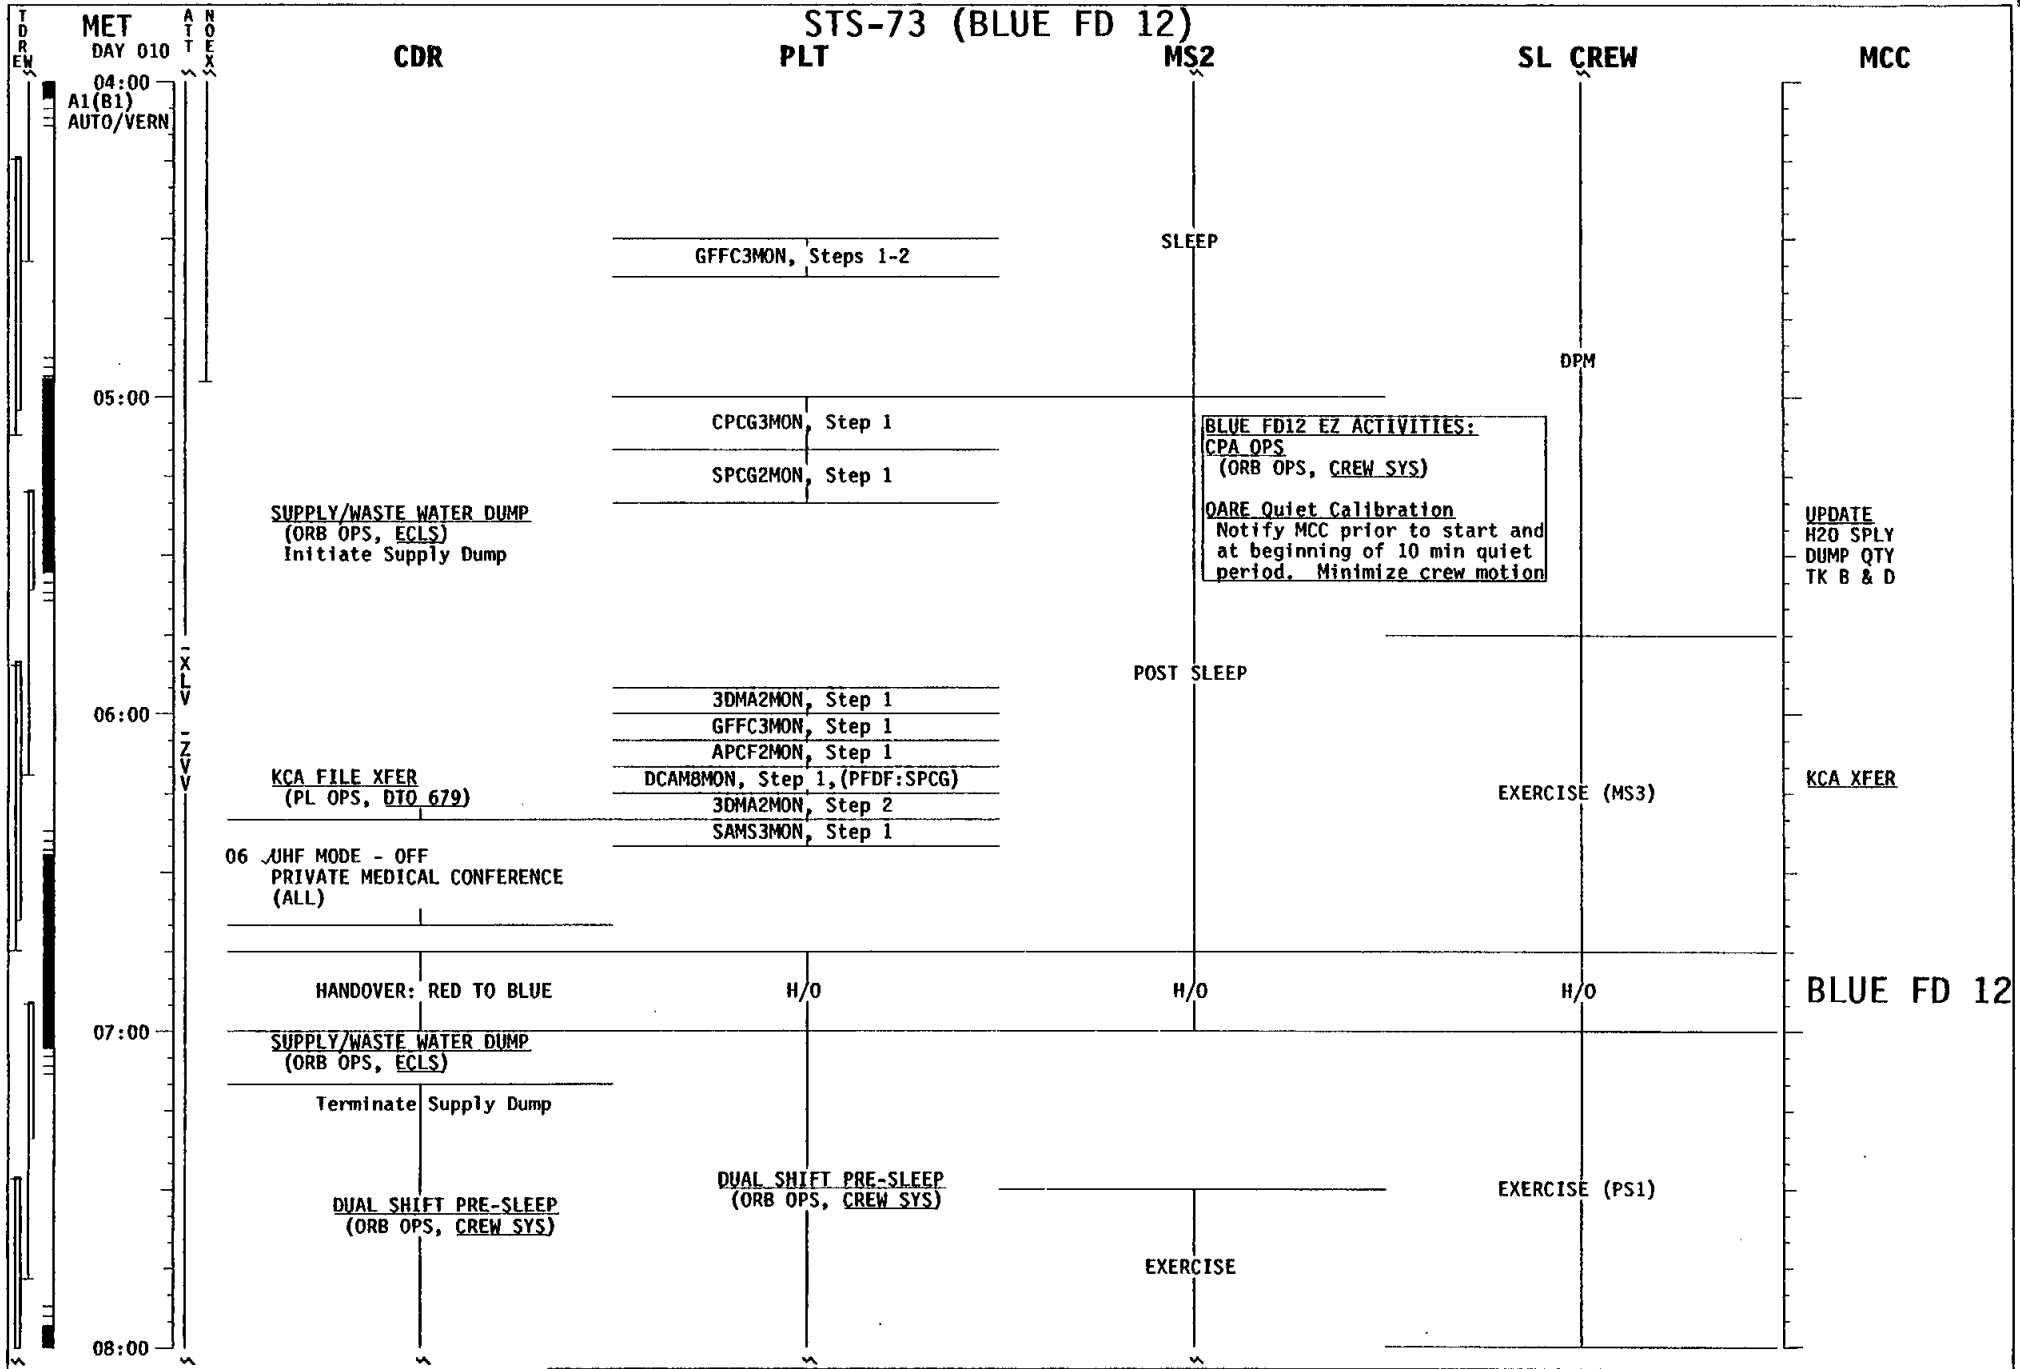 STS-73 (BLUE FD 12)
TDRE W
MET
DAY 010
ATT
NOEX
CDR
PLT
MS2
SL CREW
MCC
04:00
A1(B1)
AUTO/VERN
SLEEP
GFFC3MON, Steps 1-2
DPM
05:00
CPCG3MON, Step 1
SPCG2MON, Step 1
BLUE FD12 EZ ACTIVITIES:
CPA OPS
(ORB OPS, CREW SYS)
OARE Quiet Calibration
Notify MCC prior to start and
at beginning of 10 min quiet
period. Minimize crew motion
SUPPLY/WASTE WATER DUMP
(ORB OPS, ECLS)
Initiate Supply Dump
UPDATE
H2O SPLY
DUMP QTY
TK B & D
-XLV
-ZVV
POST SLEEP
06:00
3DMA2MON, Step 1
GFFC3MON, Step 1
APCF2MON, Step 1
DCAM8MON, Step 1,(PFDF:SPCG)
3DMA2MON, Step 2
SAMS3MON, Step 1
KCA FILE XFER
(PL OPS, DTO 679)
EXERCISE (MS3)
KCA XFER
06 ✓UHF MODE - OFF
PRIVATE MEDICAL CONFERENCE
(ALL)
HANDOVER: RED TO BLUE
H/O
H/O
H/O
BLUE FD 12
07:00
SUPPLY/WASTE WATER DUMP
(ORB OPS, ECLS)
Terminate Supply Dump
DUAL SHIFT PRE-SLEEP
(ORB OPS, CREW SYS)
DUAL SHIFT PRE-SLEEP
(ORB OPS, CREW SYS)
EXERCISE (PS1)
EXERCISE
08:00